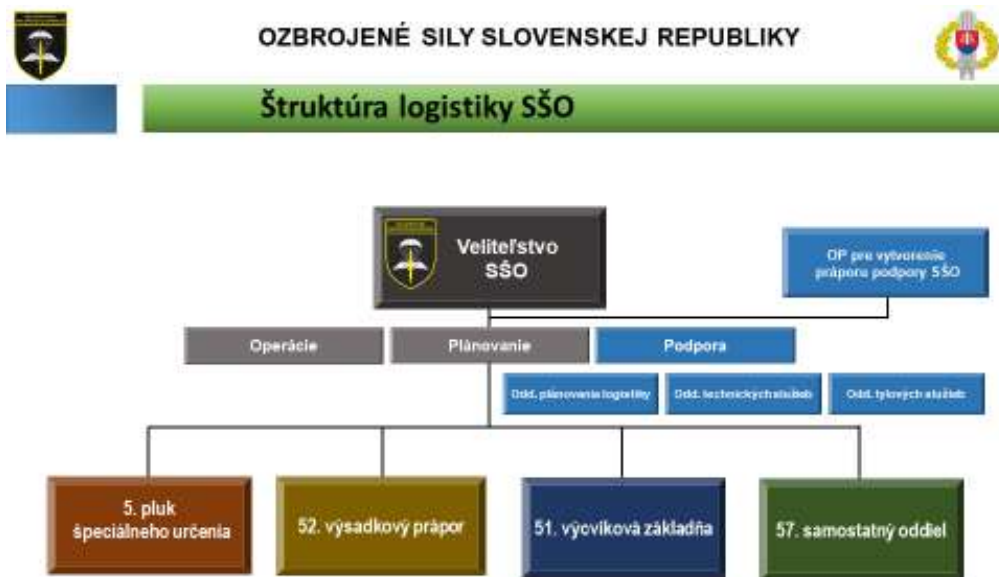 OZBROJENÉ SILY SLOVENSKEJ REPUBLIKY
Štruktúra logistiky SŠO
Veliteľstvo
SŠO
OP pre vytvorenie
práporu podpory SŠO
Operácie
Plánovanie
Podpora
Odd. plánovania logistiky
Odd. technických služieb
Odd. tylových služieb
5. pluk
špeciálneho určenia
52. výsadkový prápor
51. výcviková základňa
57. samostatný oddiel